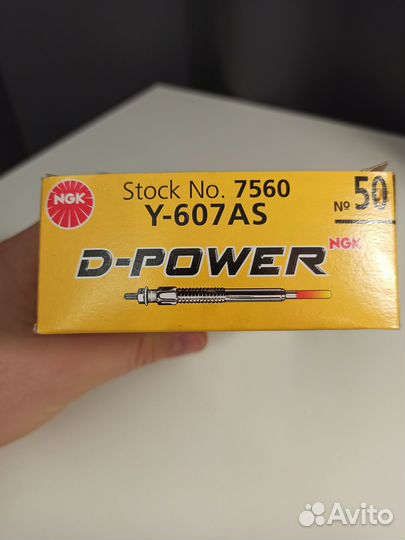 NGK
Stock No. 7560
Y-607AS
№ 50
D-POWER
NGK
Avito